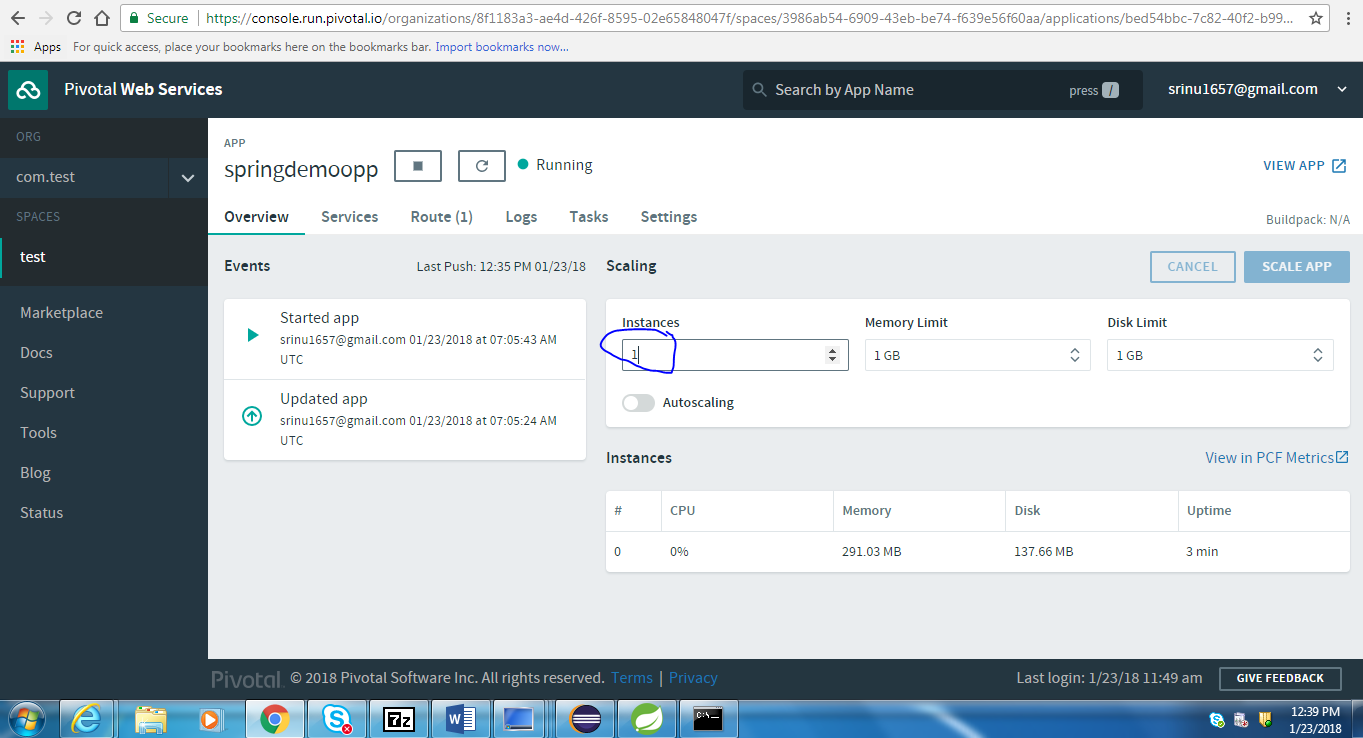 Secure https://console.run.pivotal.io/organizations/8f1183a3-ae4d-426f-8595-02e65848047f/spaces/3986ab54-6909-43eb-be74-f639e56f60aa/applications/bed54bbc-7c82-40f2-b99...
Apps For quick access, place your bookmarks here on the bookmarks bar. Import bookmarks now...
Pivotal Web Services
Search by App Name
press /
srinu1657@gmail.com
ORG
com.test
SPACES
test
Marketplace
Docs
Support
Tools
Blog
Status
APP
springdemoopp
Running
VIEW APP
Overview Services Route (1) Logs Tasks Settings
Buildpack: N/A
Events
Last Push: 12:35 PM 01/23/18
Started app
srinu1657@gmail.com 01/23/2018 at 07:05:43 AM
UTC
Updated app
srinu1657@gmail.com 01/23/2018 at 07:05:24 AM
UTC
Scaling
CANCEL
SCALE APP
Instances Memory Limit Disk Limit
1 1 GB 1 GB
Autoscaling
Instances
View in PCF Metrics
# CPU Memory Disk Uptime
0 0% 291.03 MB 137.66 MB 3 min
Pivotal. © 2018 Pivotal Software Inc. All rights reserved. Terms | Privacy
Last login: 1/23/18 11:49 am
GIVE FEEDBACK
7z
C:\_
12:39 PM
1/23/2018